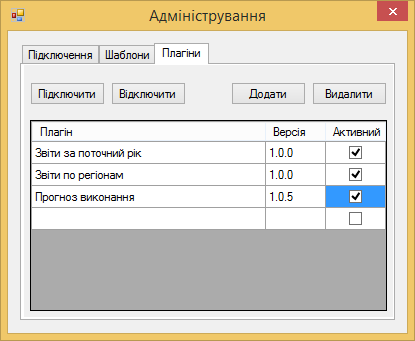 Адміністрування
Підключення Шаблони Плагіни
Підключити Відключити Додати Видалити
Плагін Версія Активний
Звіти за поточний рік 1.0.0
Звіти по регіонам 1.0.0
Прогноз виконання 1.0.5